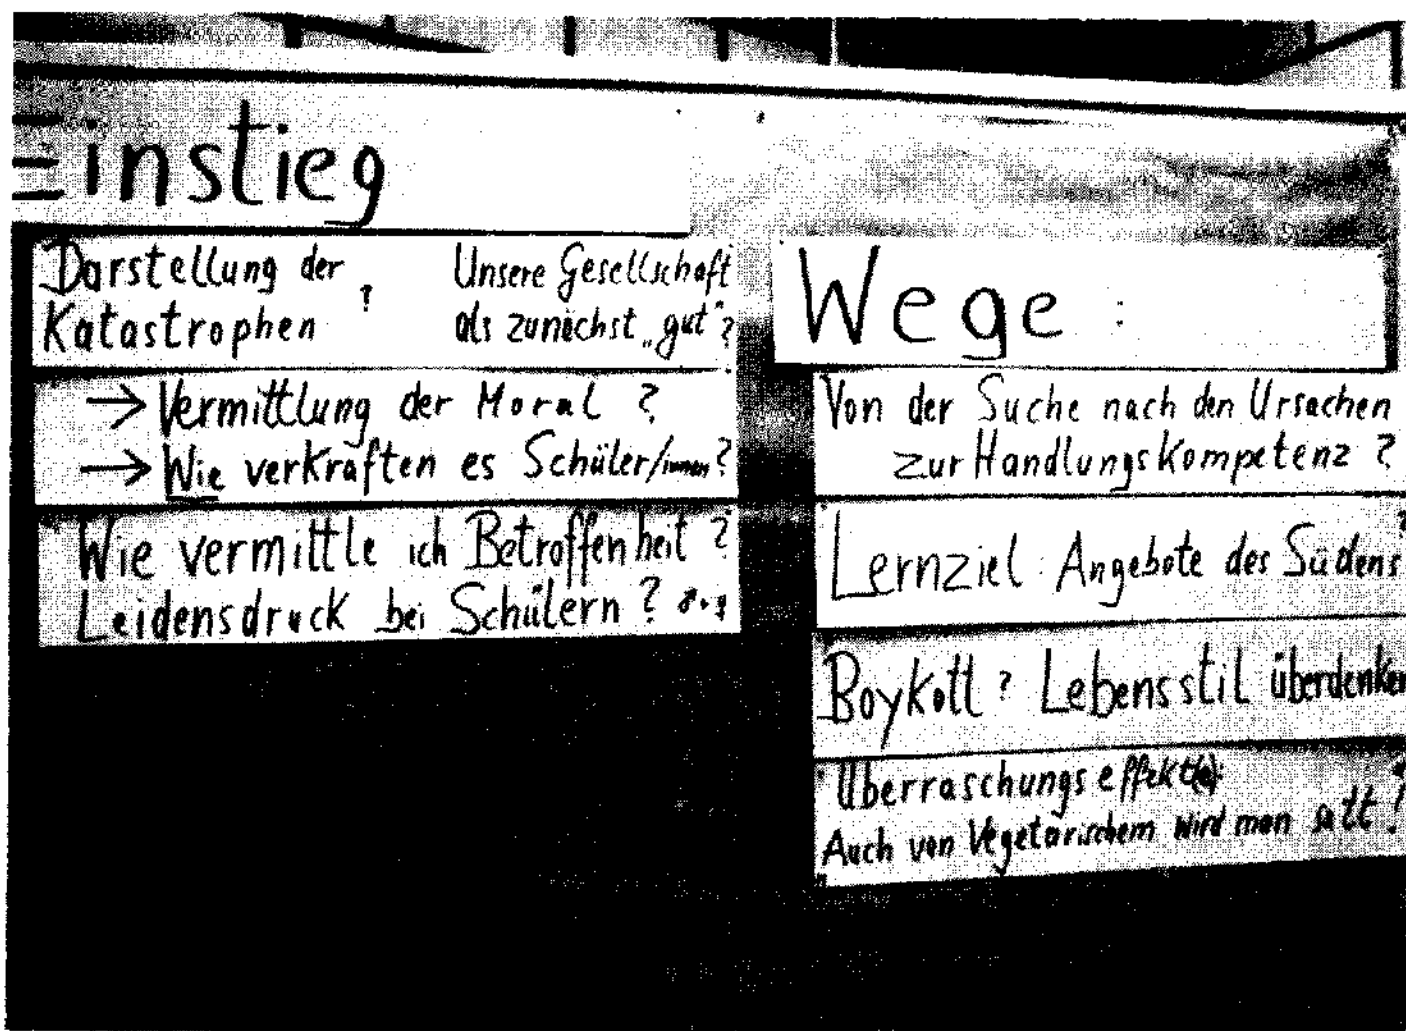 Einstieg
Darstellung der
Katastrophen ?
Unsere Gesellschaft
als zunächst „gut"?
→ Vermittlung der Moral ?
→ Wie verkraften es Schüler/innen?
Wie vermittle ich Betroffenheit ?
Leidensdruck bei Schülern ?
Wege :
Von der Suche nach den Ursachen
zur Handlungskompetenz ?
Lernziel : Angebote des Südens ?
Boykott ? Lebensstil überdenken
Überraschungseffekt(e):
Auch von Vegetarischem wird man satt !